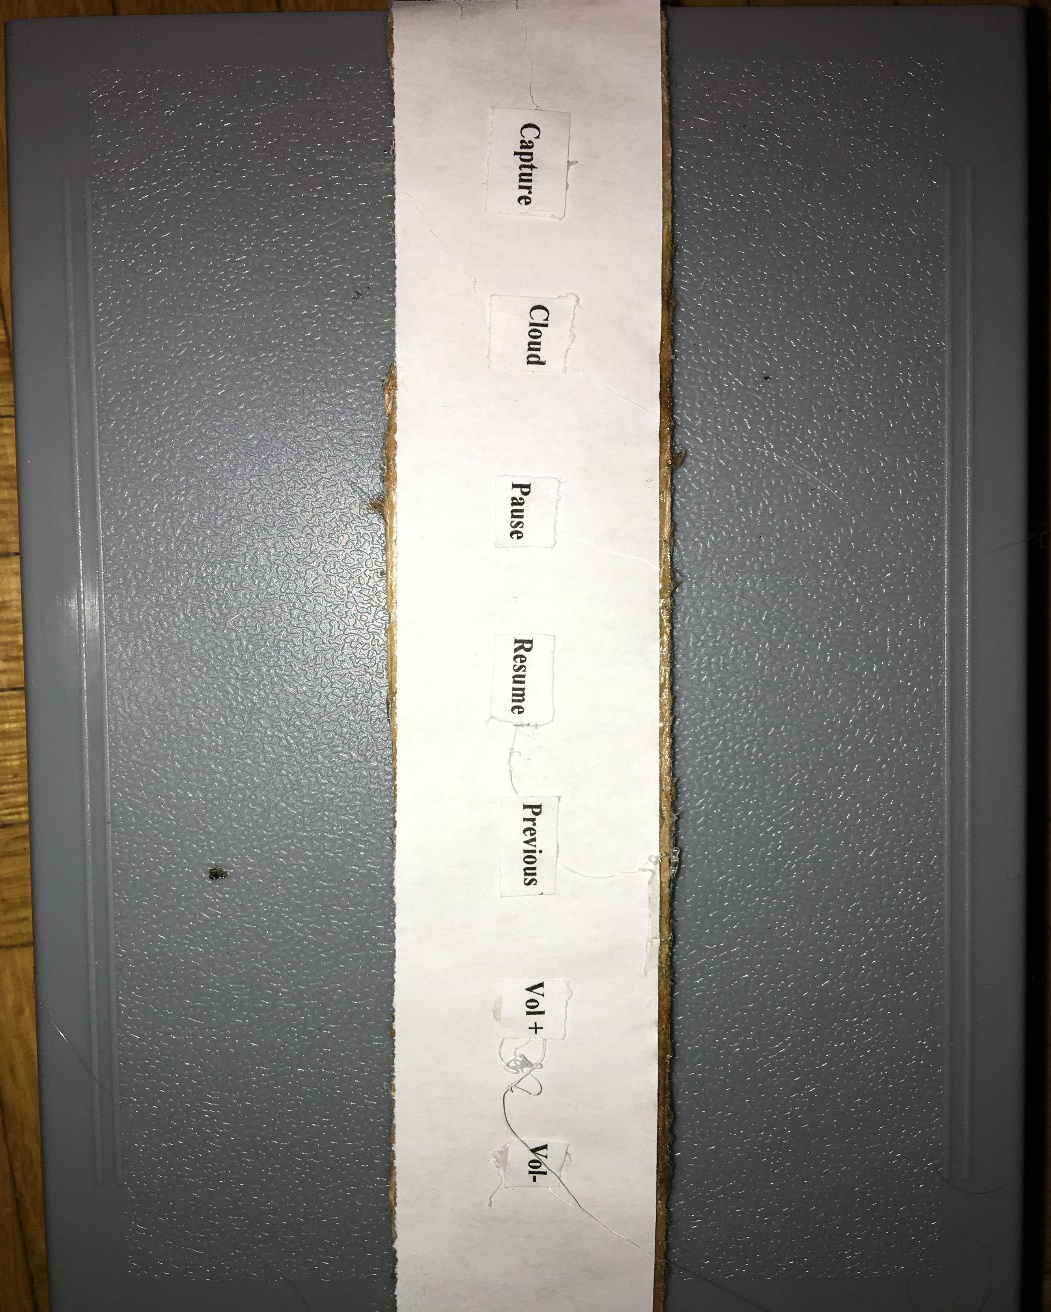 Capture
Cloud
Pause
Resume
Previous
Vol +
Vol-